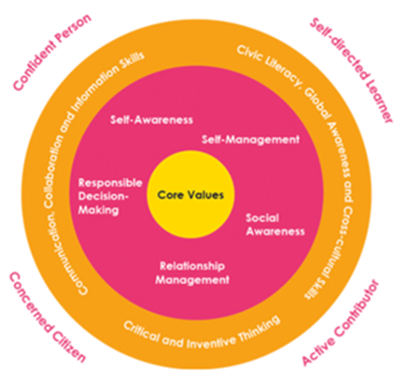 Confident Person
Self-directed Learner
Communication, Collaboration and Information Skills
Civic Literacy, Global Awareness and Cross-cultural Skills
Self-Awareness
Self-Management
Responsible
Decision-
Making
Core Values
Social
Awareness
Relationship
Management
Critical and Inventive Thinking
Concerned Citizen
Active Contributor